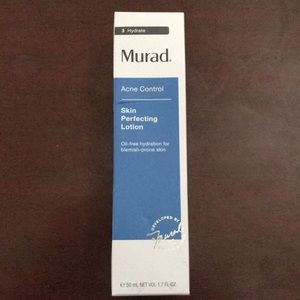 3 Hydrate
Murad.
Acne Control
Skin
Perfecting
Lotion
Oil-free hydration for
blemish-prone skin
DEVELOPED BY
Murad
℮ 50 mL NET VOL 1.7 FL.OZ.